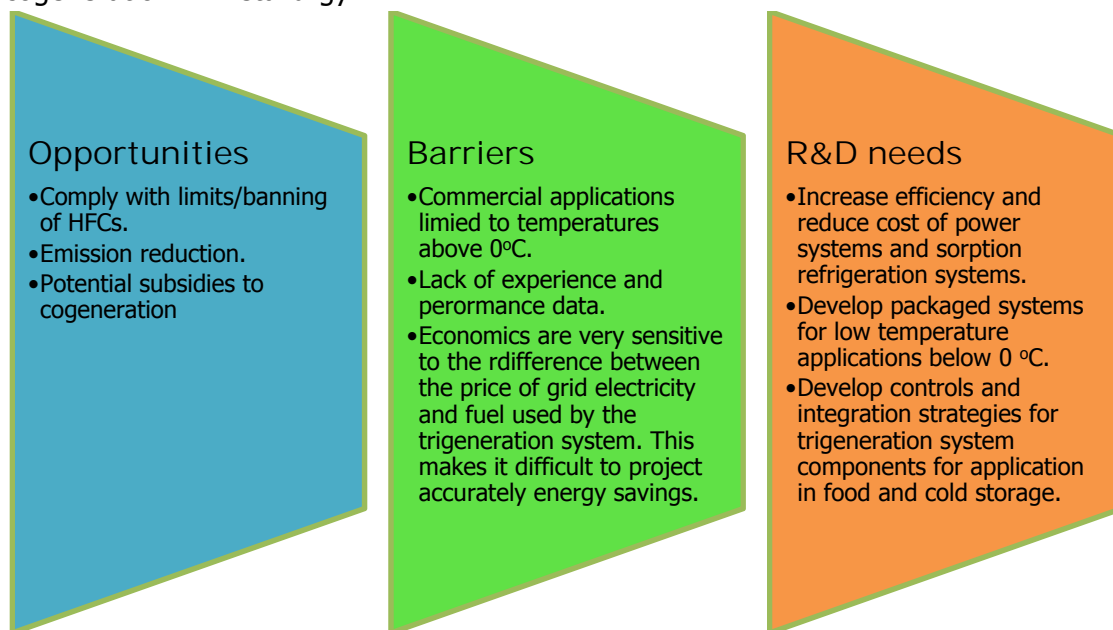 Opportunities
•Comply with limits/banning
of HFCs.
•Emission reduction.
•Potential subsidies to
cogeneration
Barriers
•Commercial applications
limied to temperatures
above 0ºC.
•Lack of experience and
perormance data.
•Economics are very sensitive
to the rdifference between
the price of grid electricity
and fuel used by the
trigeneration system. This
makes it difficult to project
accurately energy savings.
R&D needs
•Increase efficiency and
reduce cost of power
systems and sorption
refrigeration systems.
•Develop packaged systems
for low temperature
applications below 0 ºC.
•Develop controls and
integration strategies for
trigeneration system
components for application
in food and cold storage.